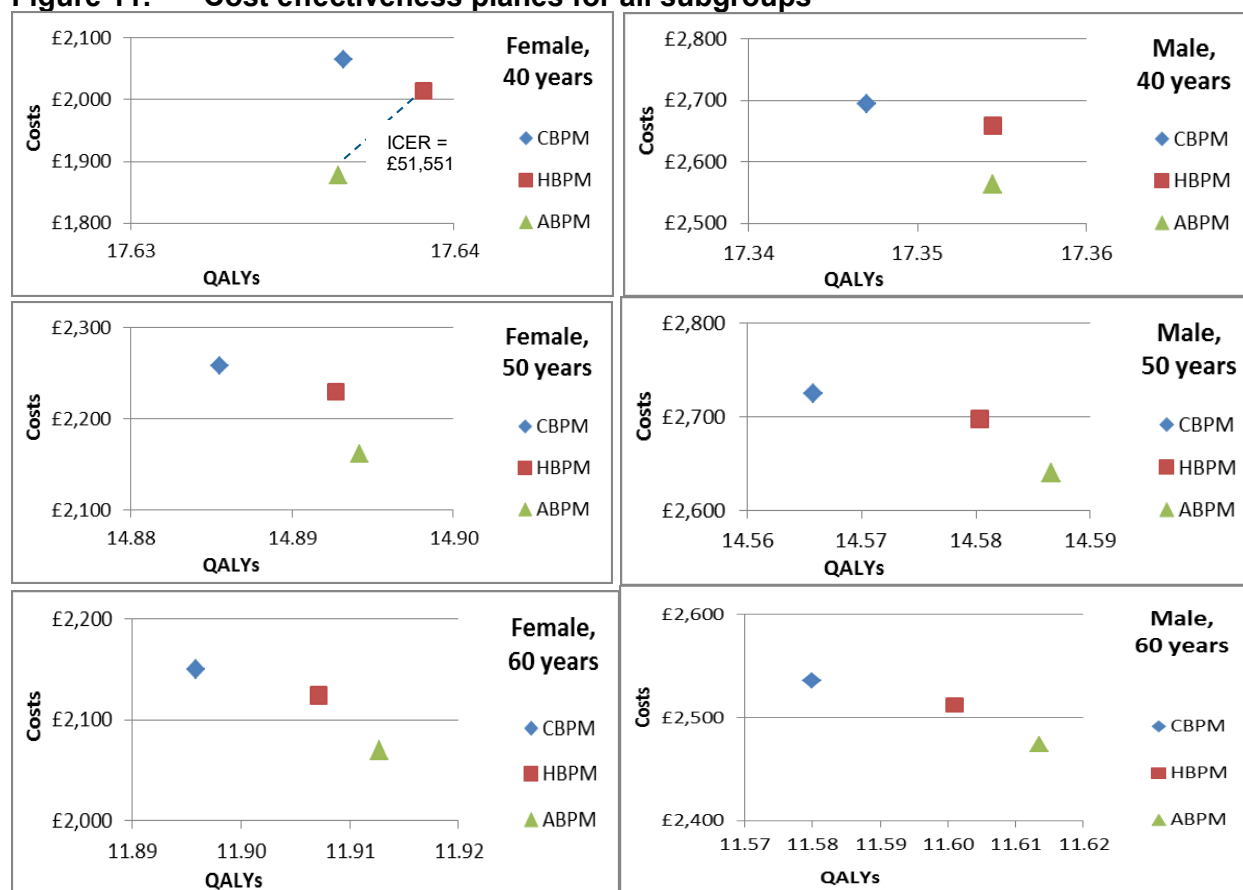 Figure 11: Cost effectiveness planes for all subgroups
£2,100
£2,000
£1,900
£1,800
Costs
17.63
17.64
QALYs
ICER =
£51,551
Female,
40 years
CBPM
HBPM
ABPM
£2,800
£2,700
£2,600
£2,500
Costs
17.34
17.35
17.36
QALYs
Male,
40 years
CBPM
HBPM
ABPM
£2,300
£2,200
£2,100
Costs
14.88
14.89
14.90
QALYs
Female,
50 years
CBPM
HBPM
ABPM
£2,800
£2,700
£2,600
Costs
14.56
14.57
14.58
14.59
QALYs
Male,
50 years
CBPM
HBPM
ABPM
£2,200
£2,100
£2,000
Costs
11.89
11.90
11.91
11.92
QALYs
Female,
60 years
CBPM
HBPM
ABPM
£2,600
£2,500
£2,400
Costs
11.57
11.58
11.59
11.60
11.61
11.62
QALYs
Male,
60 years
CBPM
HBPM
ABPM